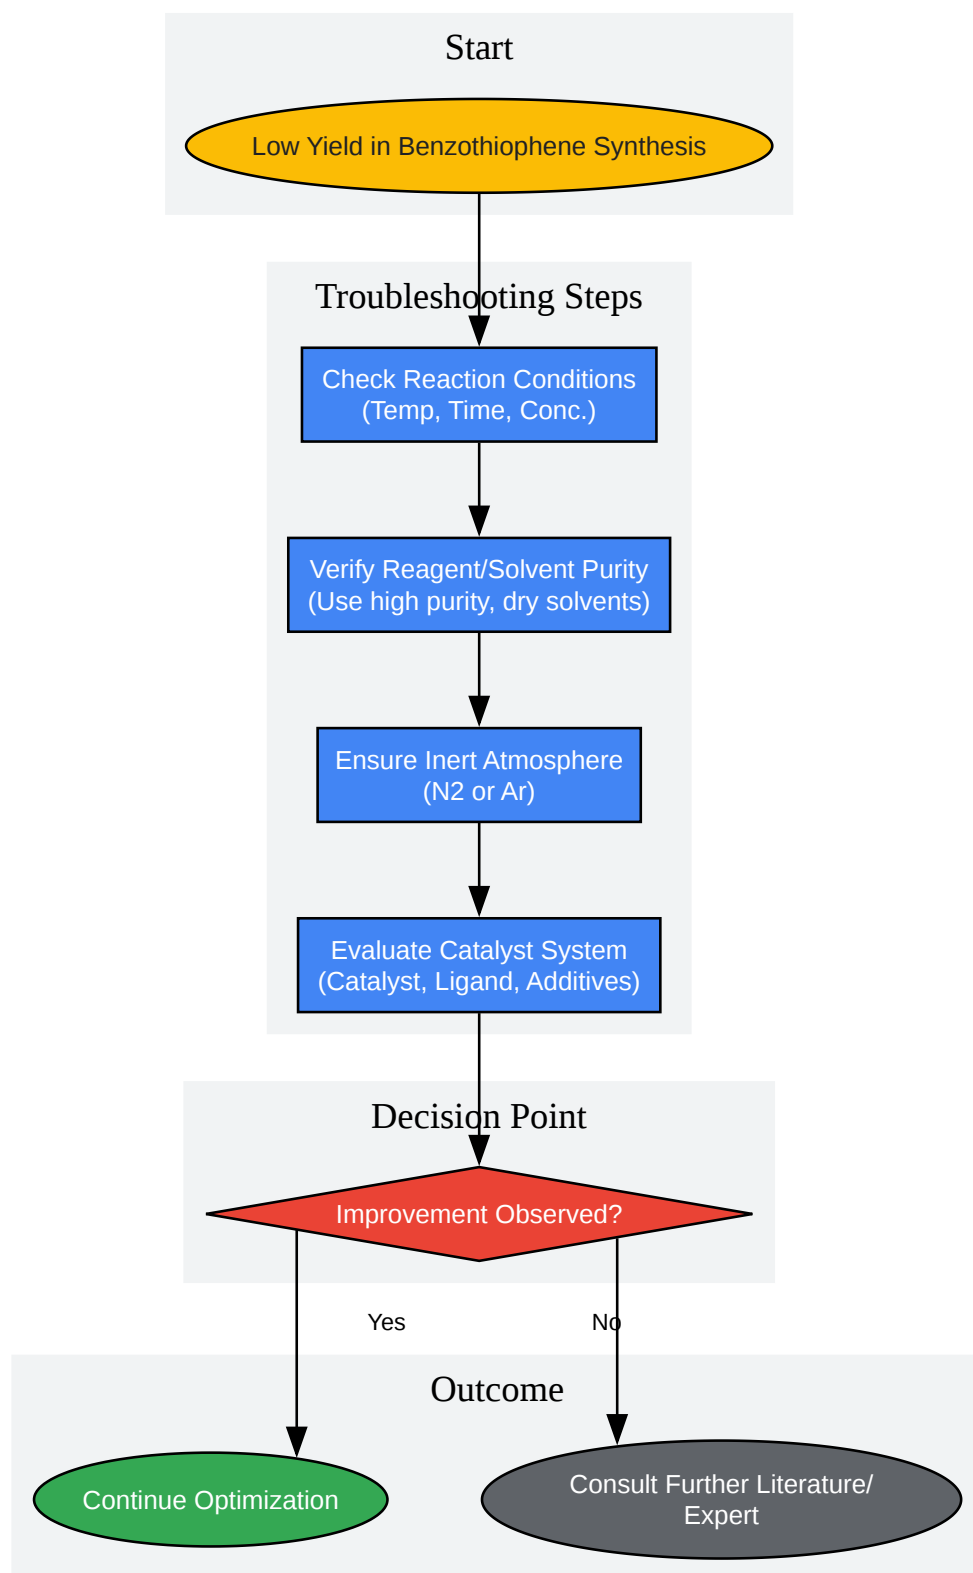 Start
Low Yield in Benzothiophene Synthesis
Troubleshooting Steps
Check Reaction Conditions
(Temp, Time, Conc.)
Verify Reagent/Solvent Purity
(Use high purity, dry solvents)
Ensure Inert Atmosphere
(N2 or Ar)
Evaluate Catalyst System
(Catalyst, Ligand, Additives)
Decision Point
Improvement Observed?
Yes
No
Outcome
Continue Optimization
Consult Further Literature/
Expert